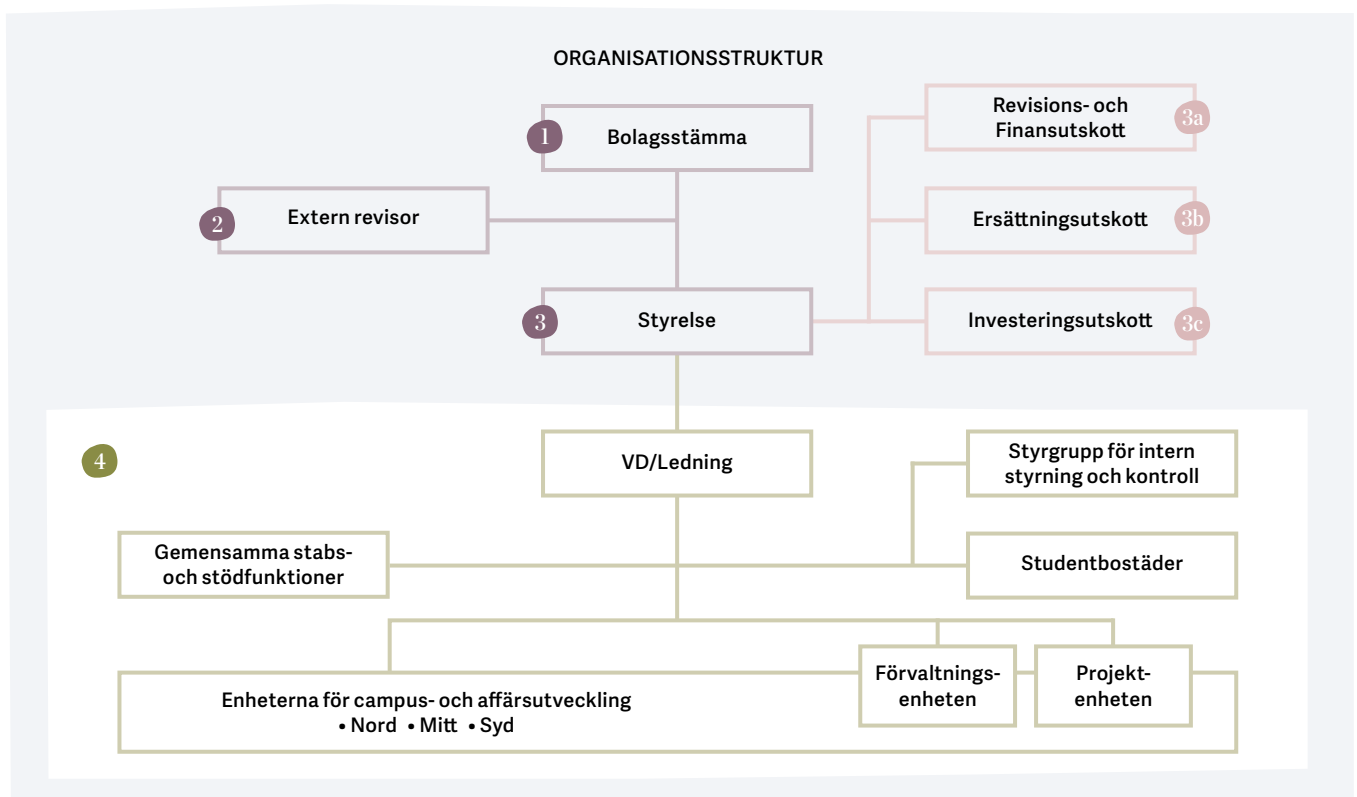 ORGANISATIONSSTRUKTUR
1
Bolagsstämma
Revisions- och
Finansutskott
3a
2
Extern revisor
Ersättningsutskott
3b
3
Styrelse
Investeringsutskott
3c
4
VD/Ledning
Styrgrupp för intern
styrning och kontroll
Gemensamma stabs-
och stödfunktioner
Studentbostäder
Enheterna för campus- och affärsutveckling
• Nord • Mitt • Syd
Förvaltnings-
enheten
Projekt-
enheten